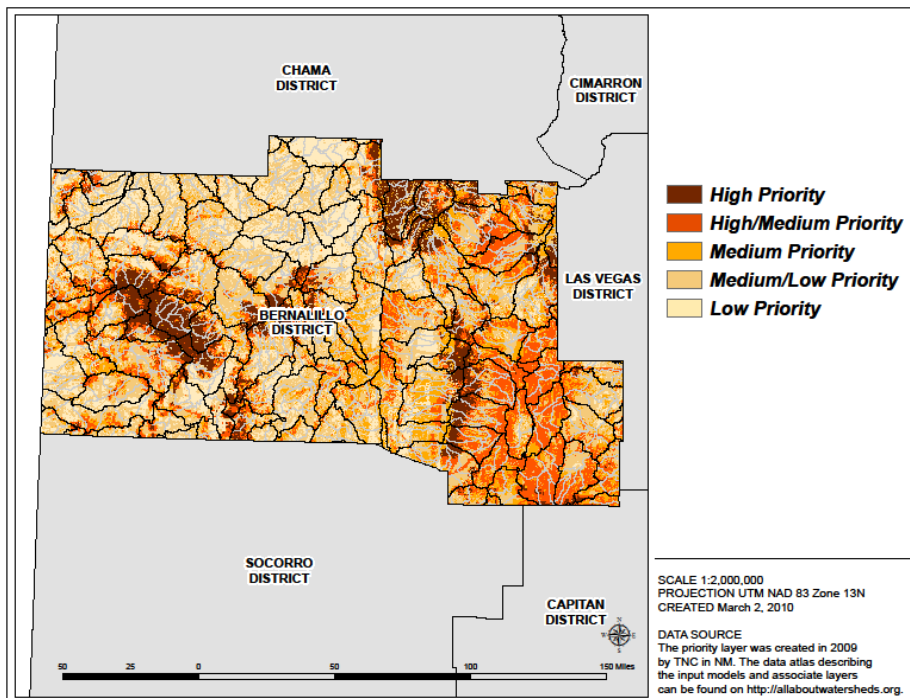 CHAMA
DISTRICT
CIMARRON
DISTRICT
High Priority
High/Medium Priority
Medium Priority
Medium/Low Priority
Low Priority
LAS VEGAS
DISTRICT
BERNALILLO
DISTRICT
SOCORRO
DISTRICT
CAPITAN
DISTRICT
N
W E
S
50 25 0 50 100 150 Miles
SCALE 1:2,000,000
PROJECTION UTM NAD 83 Zone 13N
CREATED March 2, 2010
DATA SOURCE
The priority layer was created in 2009
by TNC in NM. The data atlas describing
the input models and associate layers
can be found on http://allaboutwatersheds.org.